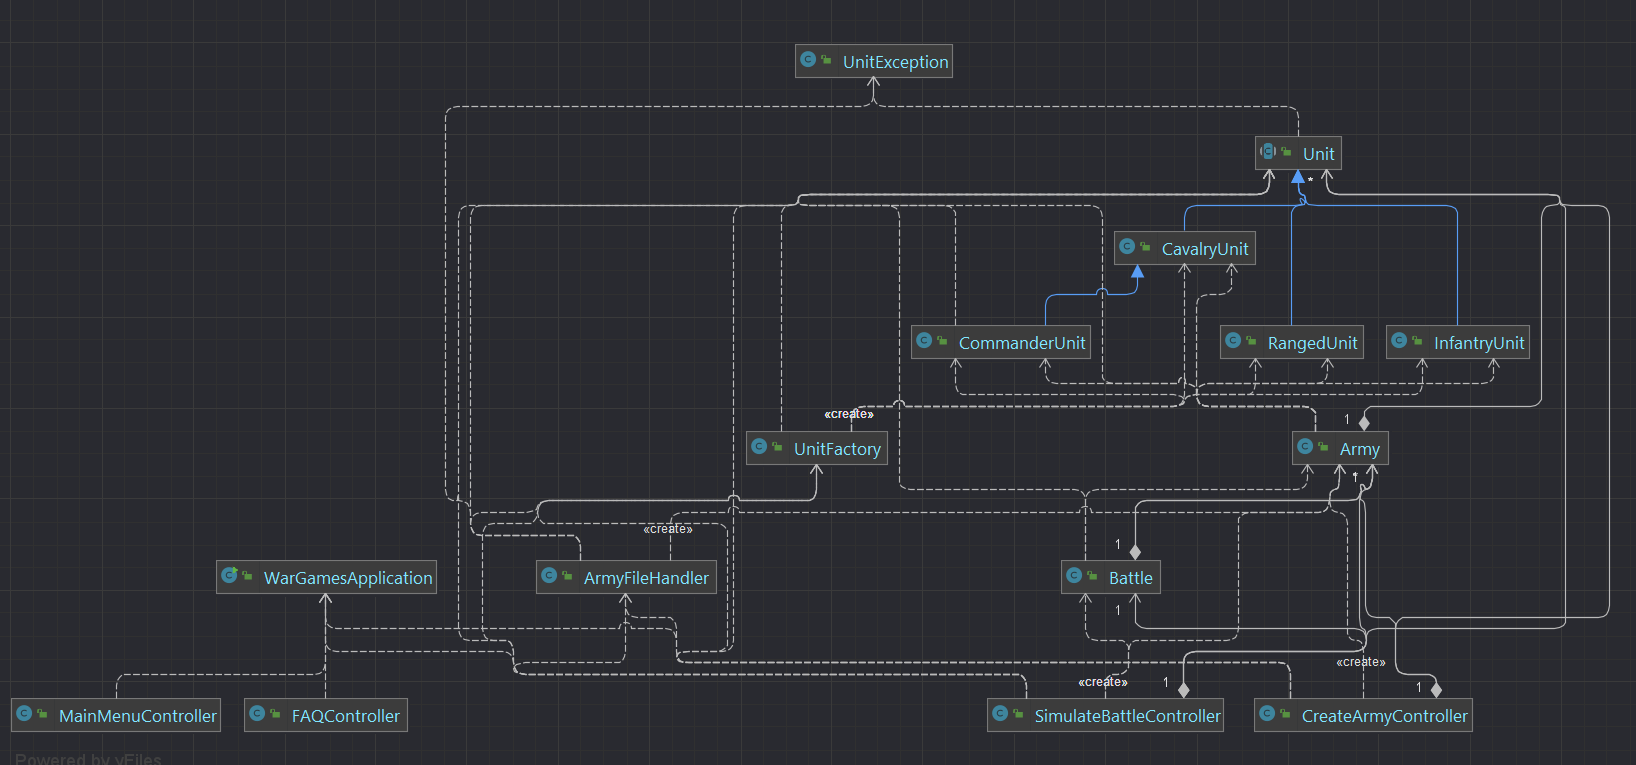 UnitException
Unit
*
CavalryUnit
CommanderUnit
RangedUnit
InfantryUnit
«create»
1
UnitFactory
Army
*
«create»
1
WarGamesApplication
ArmyFileHandler
Battle
1
«create»
«create»
1
1
MainMenuController
FAQController
SimulateBattleController
CreateArmyController
Powered by yFiles